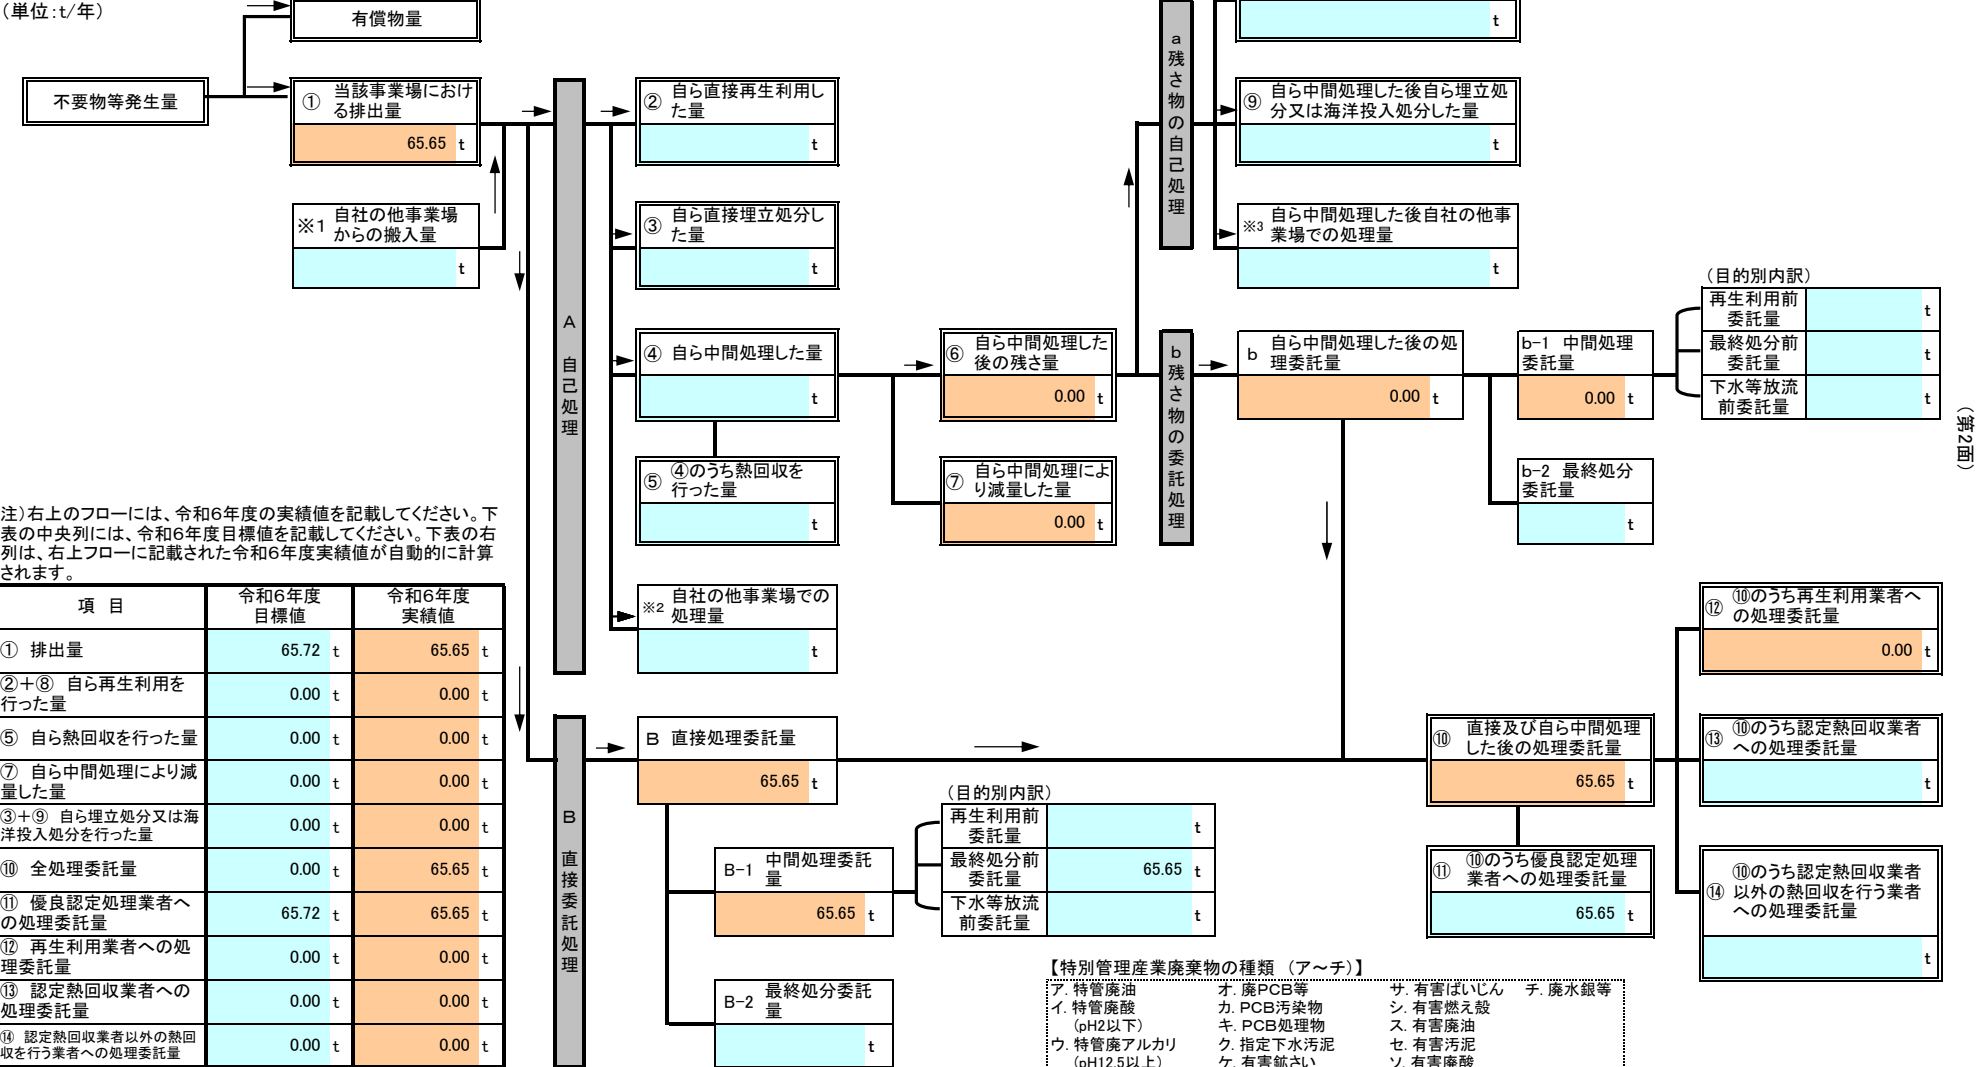 （単位:t/年）
有償物量
不要物等発生量
① 当該事業場におけ
る排出量
65.65 t
※1 自社の他事業場
からの搬入量
t
A 自己処理
② 自ら直接再生利用し
た量
t
③ 自ら直接埋立処分し
た量
t
④ 自ら中間処理した量
t
⑤ ④のうち熱回収を
行った量
t
※2 自社の他事業場での
処理量
t
⑥ 自ら中間処理した
後の残さ量
0.00 t
⑦ 自ら中間処理によ
り減量した量
0.00 t
a 残さ物の自己処理
t
⑨ 自ら中間処理した後自ら埋立処
分又は海洋投入処分した量
t
※3 自ら中間処理した後自社の他事
業場での処理量
t
b 残さ物の委託処理
b 自ら中間処理した後の処
理委託量
0.00 t
b-1 中間処理
委託量
0.00 t
b-2 最終処分
委託量
t
（目的別内訳）
再生利用前
委託量
t
最終処分前
委託量
t
下水等放流
前委託量
t
（第2面）
注）右上のフローには、令和6年度の実績値を記載してください。下
表の中央列には、令和6年度目標値を記載してください。下表の右
列は、右上フローに記載された令和6年度実績値が自動的に計算
されます。
項 目 令和6年度
目標値 令和6年度
実績値
① 排出量 65.72 t 65.65 t
②＋⑧ 自ら再生利用を
行った量 0.00 t 0.00 t
⑤ 自ら熱回収を行った量 0.00 t 0.00 t
⑦ 自ら中間処理により減
量した量 0.00 t 0.00 t
③＋⑨ 自ら埋立処分又は海
洋投入処分を行った量 0.00 t 0.00 t
⑩ 全処理委託量 0.00 t 65.65 t
⑪ 優良認定処理業者へ
の処理委託量 65.72 t 65.65 t
⑫ 再生利用業者への処
理委託量 0.00 t 0.00 t
⑬ 認定熱回収業者への
処理委託量 0.00 t 0.00 t
⑭ 認定熱回収業者以外の熱回
収を行う業者への処理委託量 0.00 t 0.00 t
B 直接委託処理
B 直接処理委託量
65.65 t
B-1 中間処理委託
量
65.65 t
B-2 最終処分委託
量
t
（目的別内訳）
再生利用前
委託量
t
最終処分前
委託量
65.65 t
下水等放流
前委託量
t
⑩ 直接及び自ら中間処理
した後の処理委託量
65.65 t
⑪ ⑩のうち優良認定処理
業者への処理委託量
65.65 t
⑫ ⑩のうち再生利用業者へ
の処理委託量
0.00 t
⑬ ⑩のうち認定熱回収業者
への処理委託量
t
⑭ ⑩のうち認定熱回収業者
以外の熱回収を行う業者
への処理委託量
t
【特別管理産業廃棄物の種類 （ア～チ）】
ア. 特管廃油 オ. 廃PCB等 サ. 有害ばいじん チ. 廃水銀等
イ. 特管廃酸 カ. PCB汚染物 シ. 有害燃え殻
（pH2以下） キ. PCB処理物 ス. 有害廃油
ウ. 特管廃アルカリ ク. 指定下水汚泥 セ. 有害汚泥
（pH12.5以上） ケ. 有害鉱さい ソ. 有害廃酸